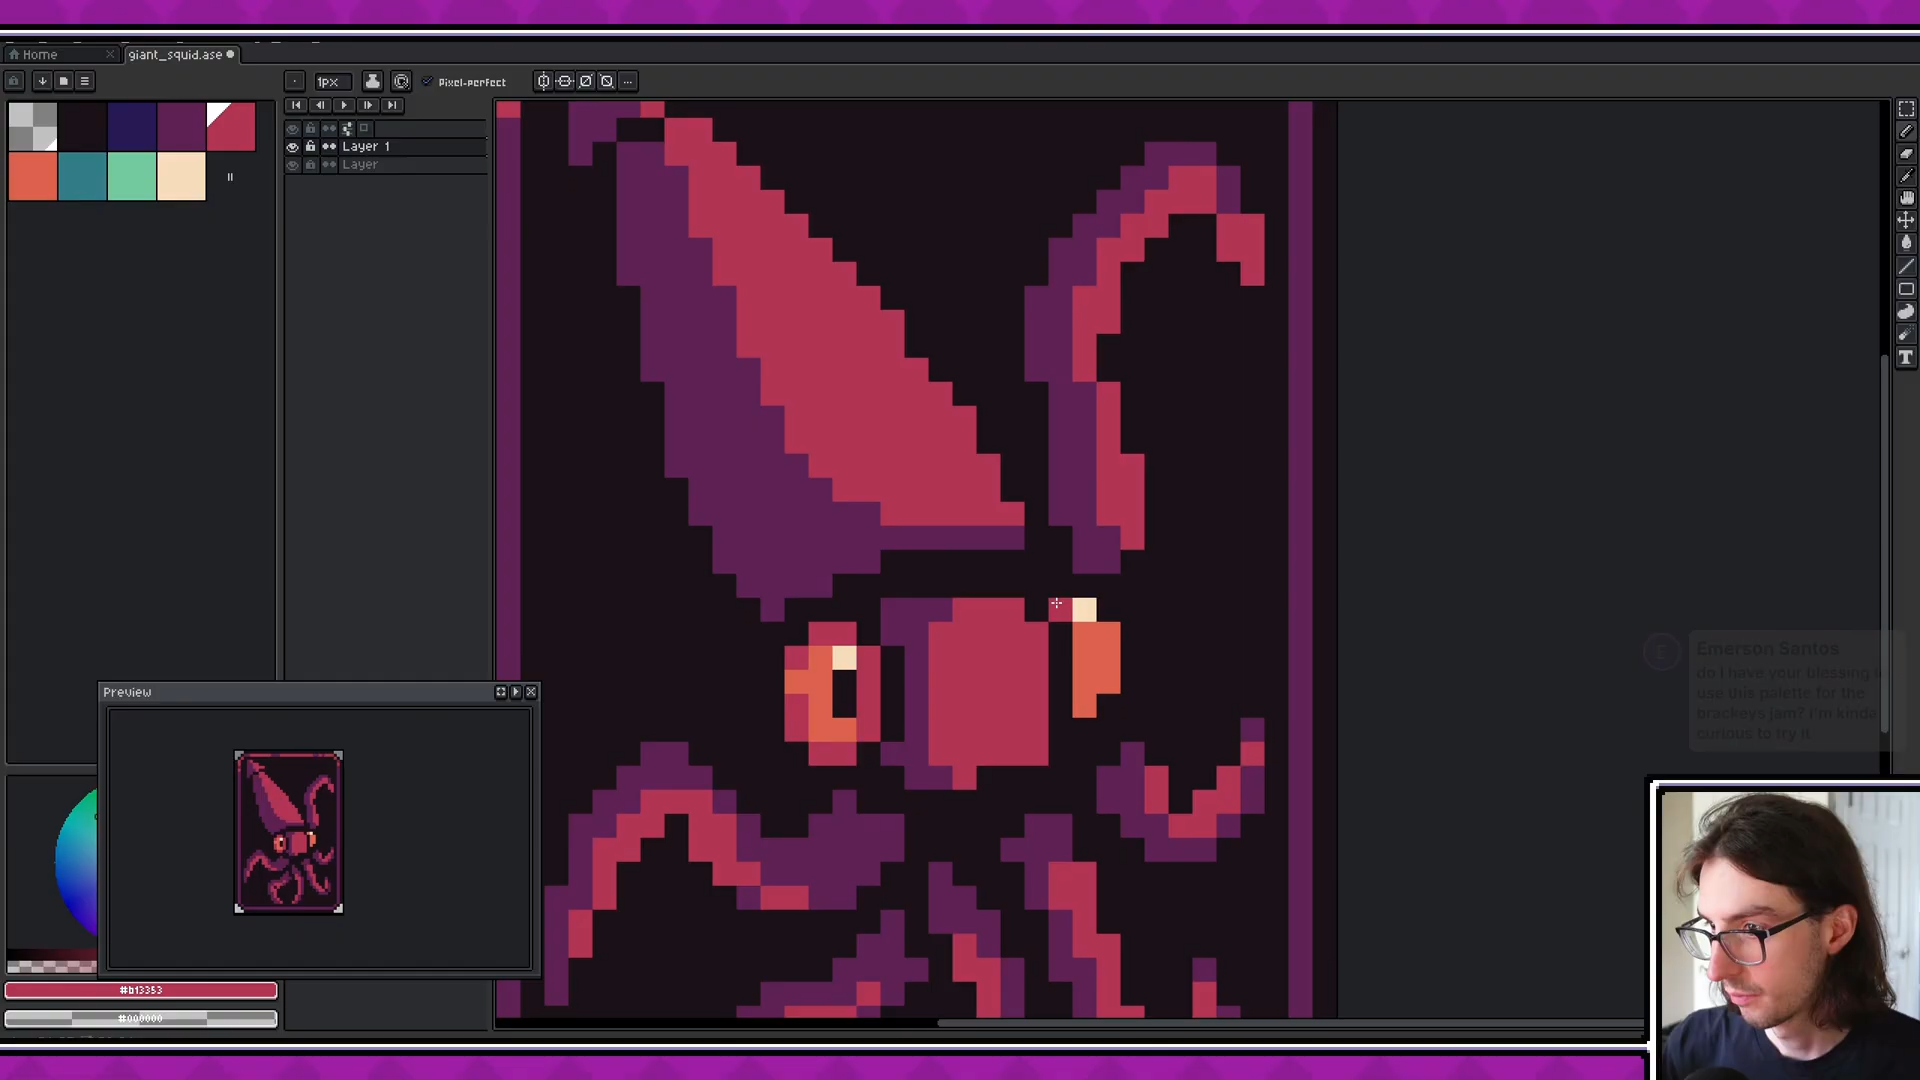 Home
giant_squid.ase
1px
Pixel-perfect
Layer 1
Layer
Preview
Emerson Santos
do I have your blessing
use this palette for the
brackeys jam? I'm kinda
curious to try it
#b13353
#000000